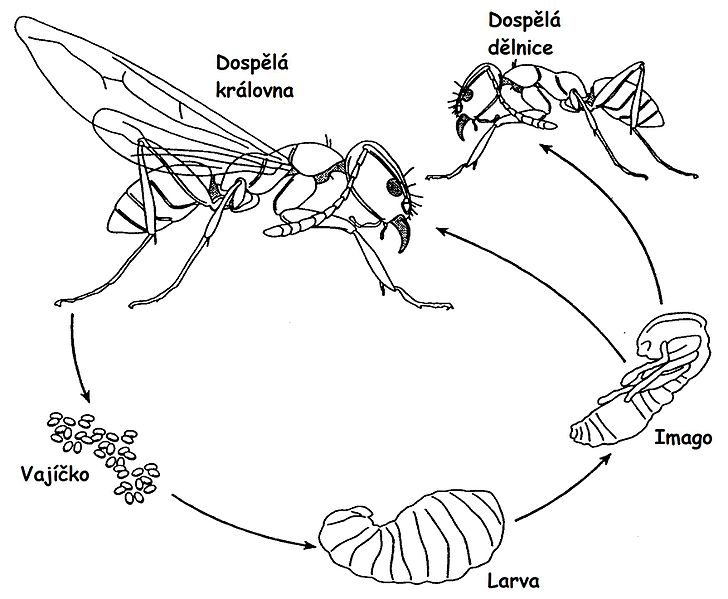 Dospělá
královna
Dospělá
dělnice
Vajíčko
Larva
Imago